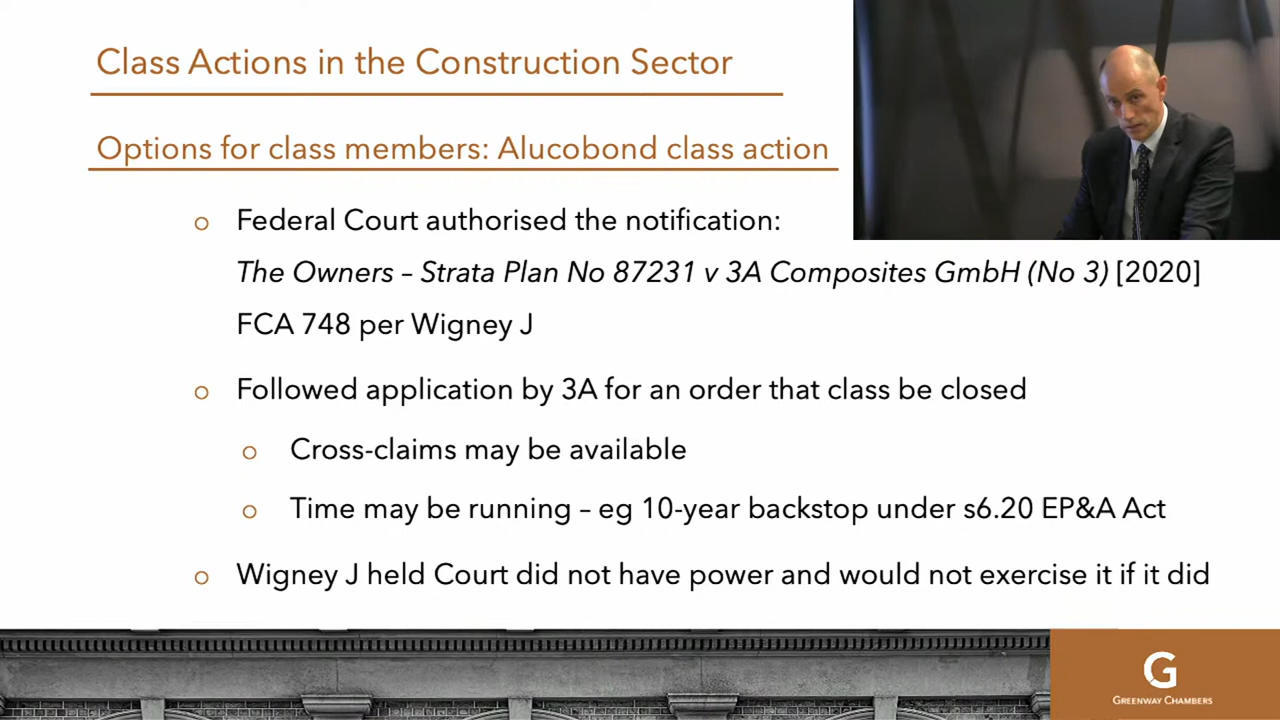 Class Actions in the Construction Sector
Options for class members: Alucobond class action
o Federal Court authorised the notification:
The Owners – Strata Plan No 87231 v 3A Composites GmbH (No 3) [2020]
FCA 748 per Wigney J
o Followed application by 3A for an order that class be closed
o Cross-claims may be available
o Time may be running – eg 10-year backstop under s6.20 EP&A Act
o Wigney J held Court did not have power and would not exercise it if it did
G
GREENWAY CHAMBERS